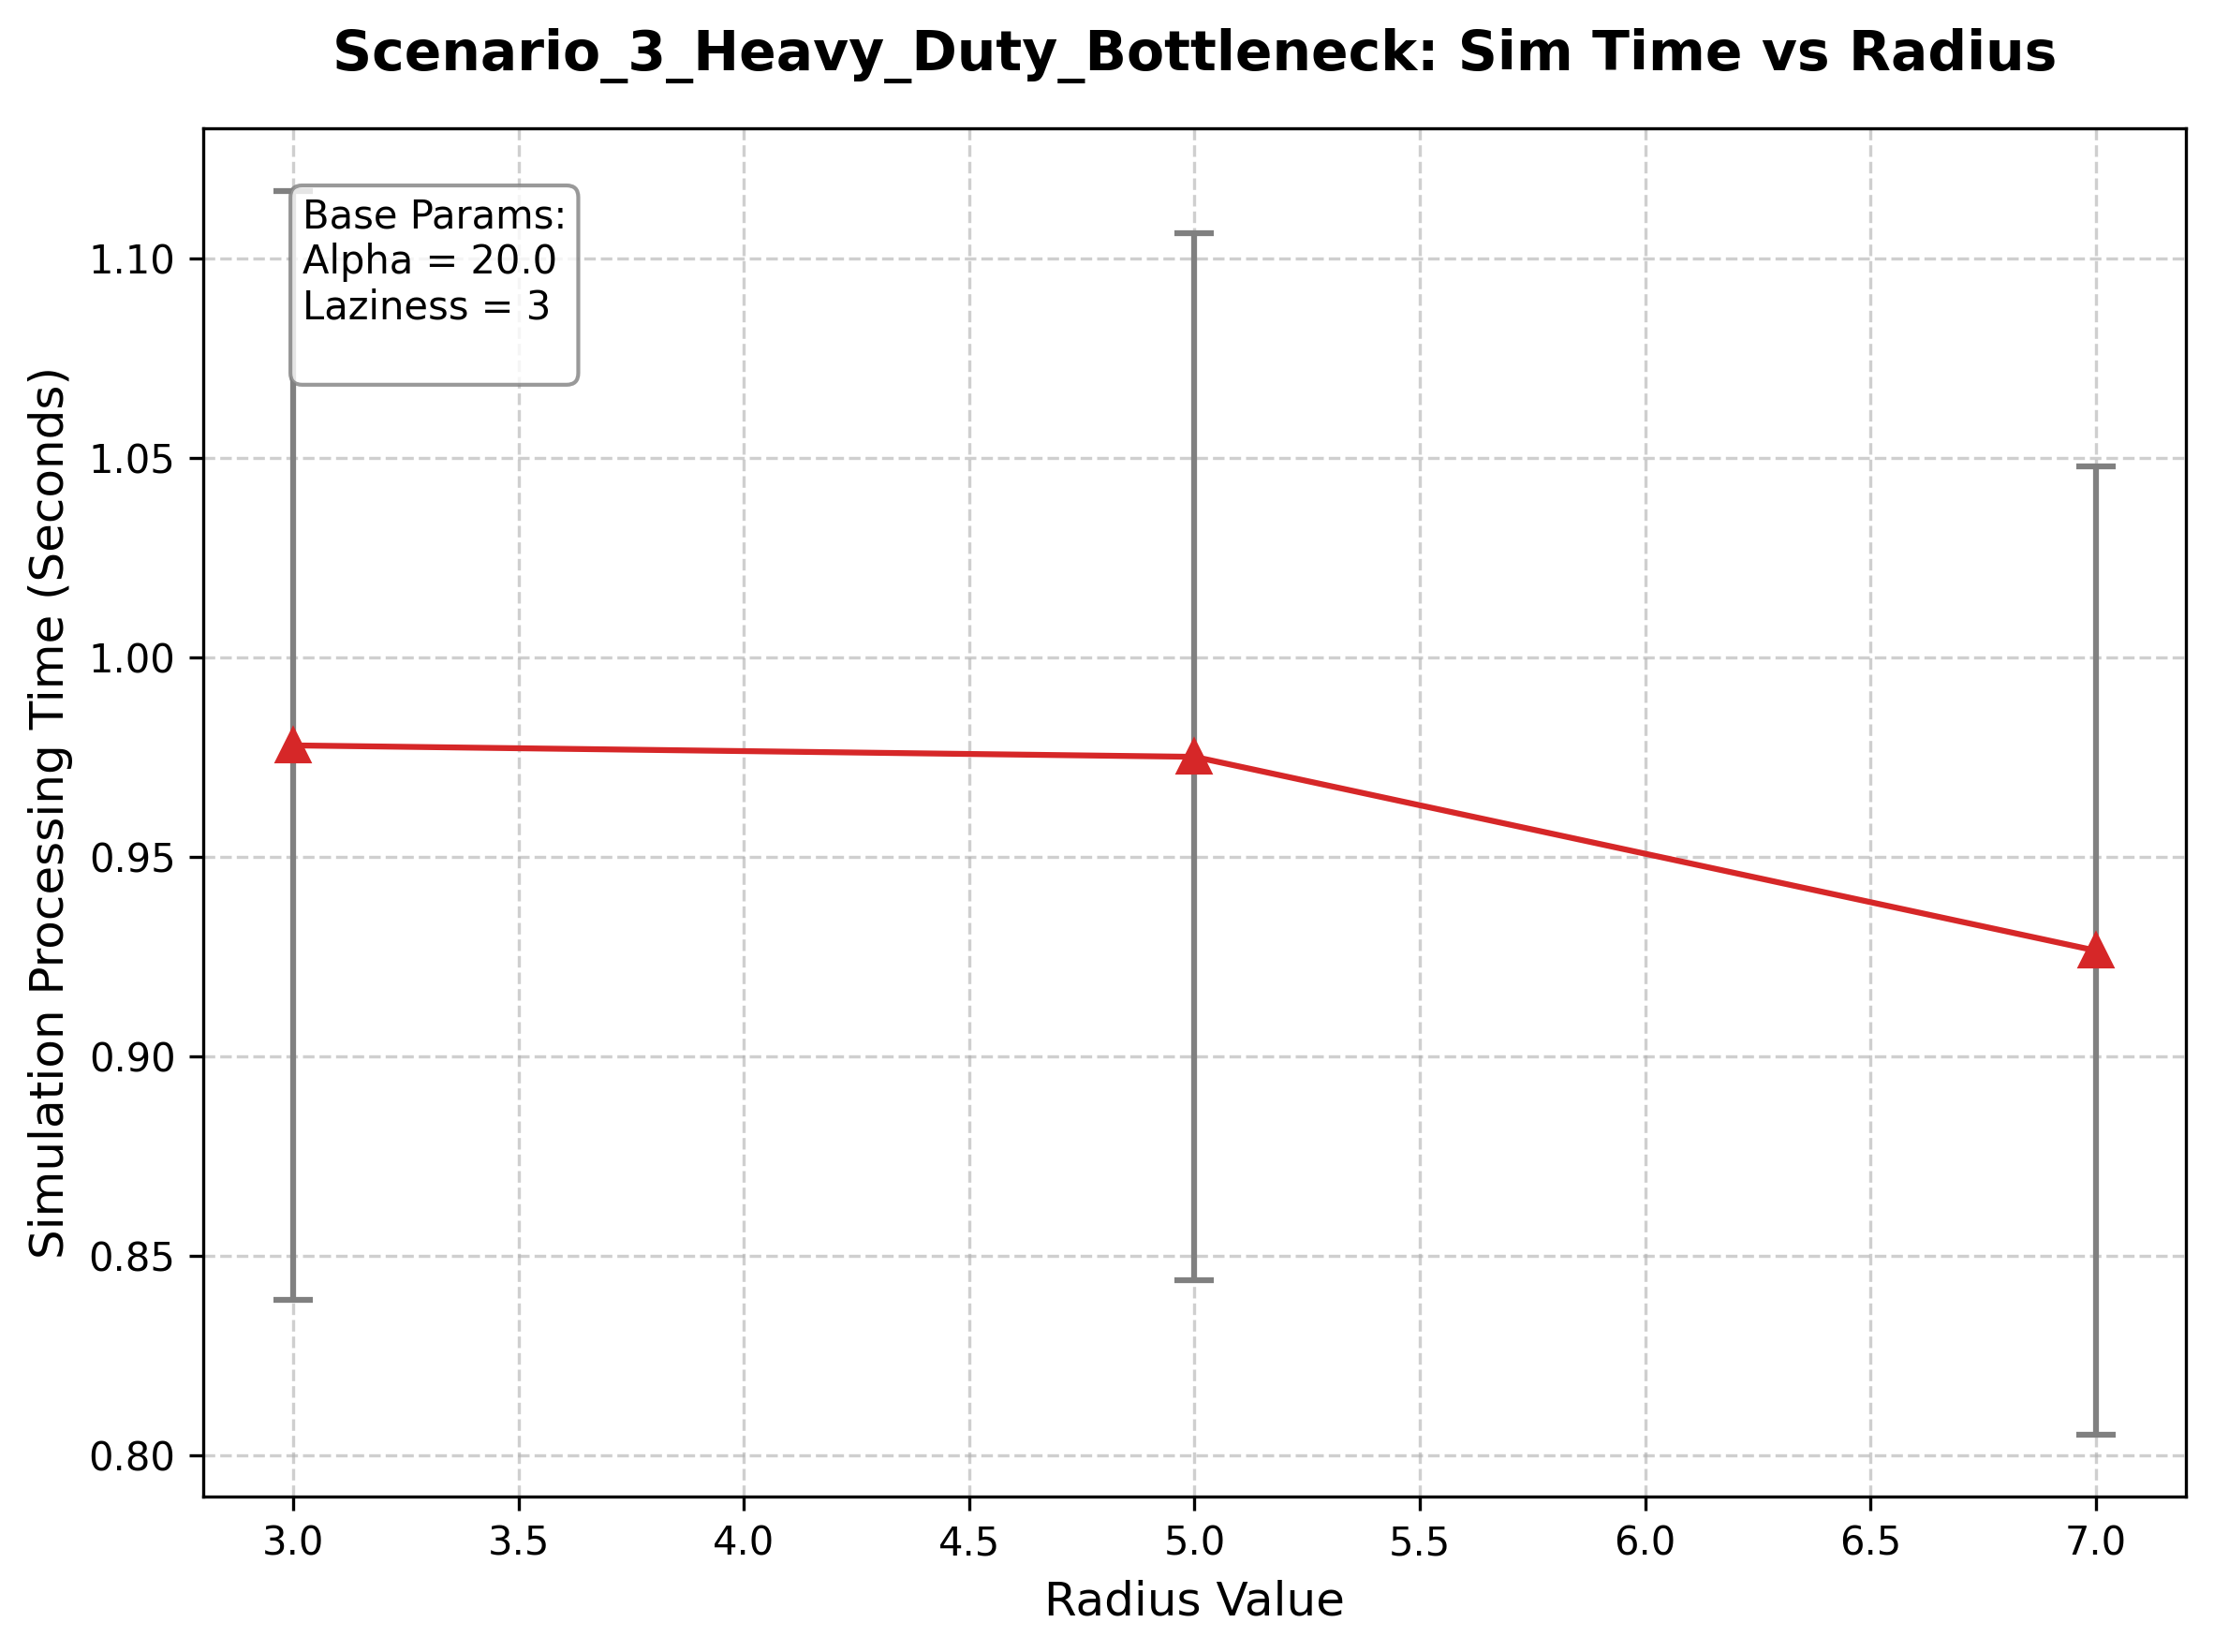 Scenario_3_Heavy_Duty_Bottleneck: Sim Time vs Radius
Base Params:
Alpha = 20.0
Laziness = 3
Simulation Processing Time (Seconds)
1.10
1.05
1.00
0.95
0.90
0.85
0.80
3.0 3.5 4.0 4.5 5.0 5.5 6.0 6.5 7.0
Radius Value